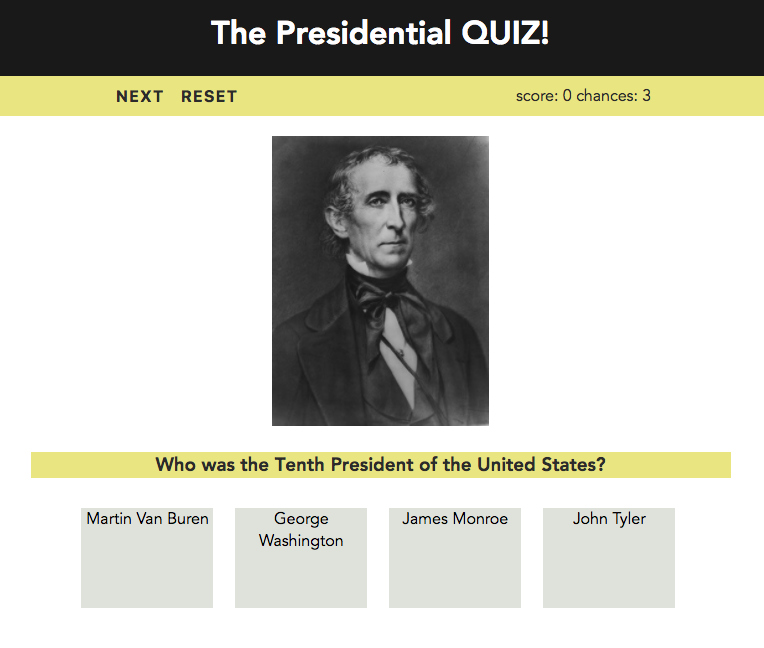 The Presidential QUIZ!
NEXT RESET score: 0 chances: 3
Who was the Tenth President of the United States?
Martin Van Buren
George
Washington
James Monroe
John Tyler